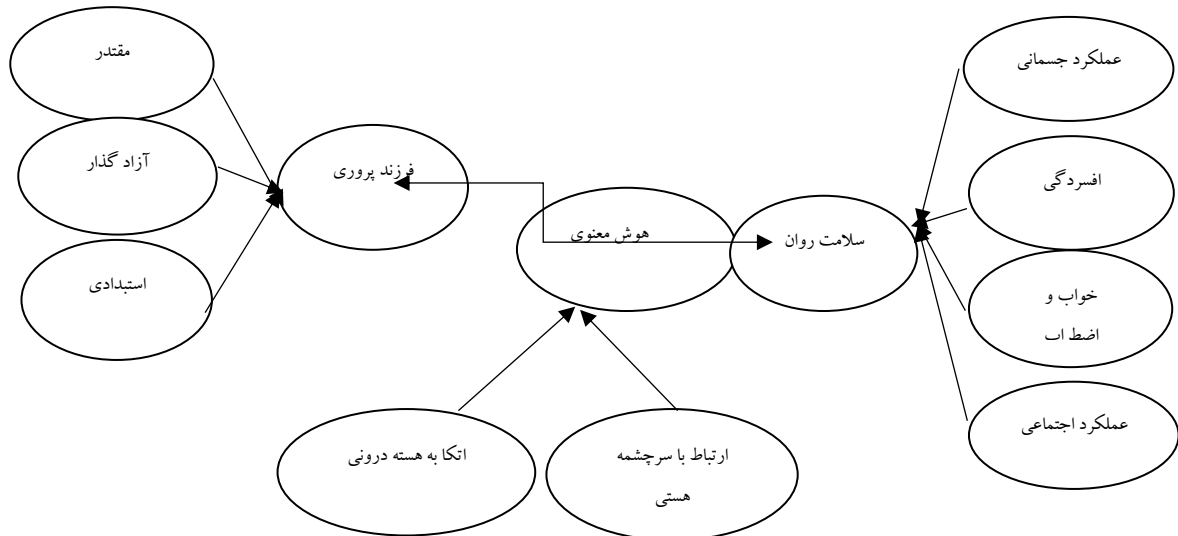 مقتدر
عملکرد جسمانی
آزاد گذار
فرزند پروری
افسردگی
هوش معنوی
سلامت روان
استبدادی
خواب و
اضط اب
عملکرد اجتماعی
اتکا به هسته درونی
ارتباط با سرچشمه
هستی